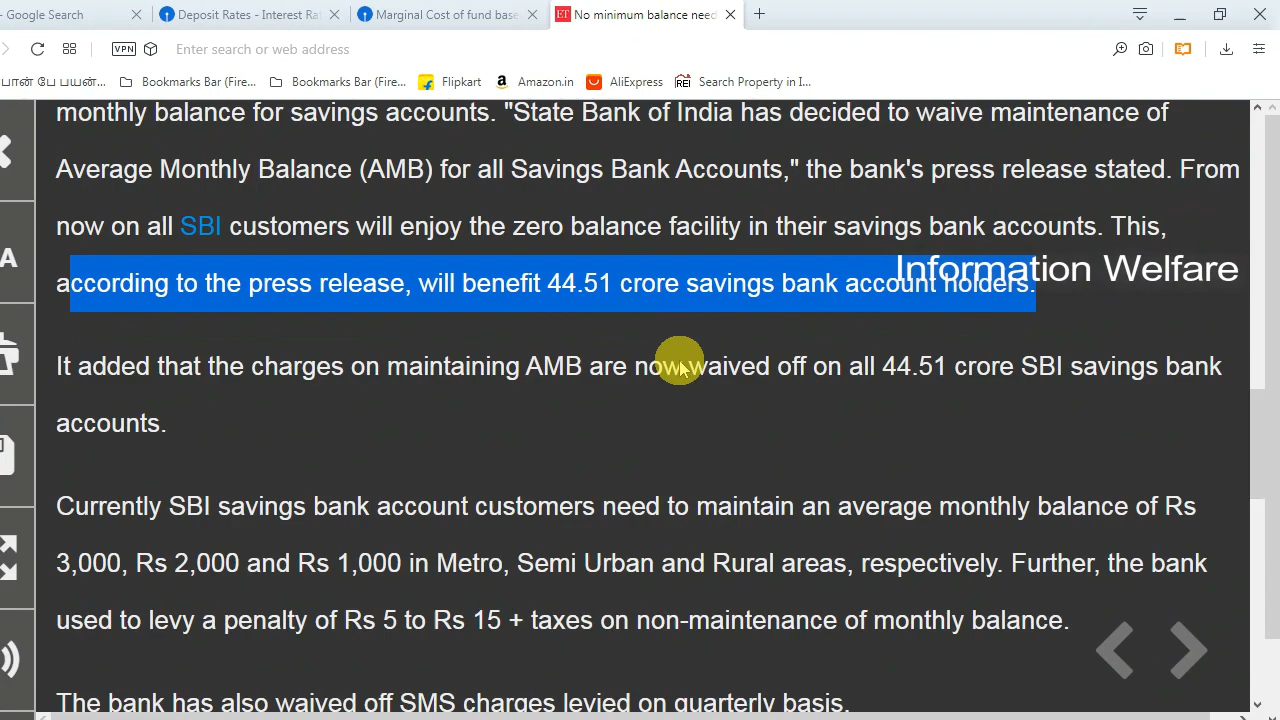 Google Search
Deposit Rates - Interest Ra
Marginal Cost of fund base
ET No minimum balance need
VPN Enter search or web address
Bookmarks Bar (Fire... Bookmarks Bar (Fire... Flipkart Amazon.in AliExpress REI Search Property in I...
monthly balance for savings accounts. "State Bank of India has decided to waive maintenance of
Average Monthly Balance (AMB) for all Savings Bank Accounts," the bank's press release stated. From
now on all SBI customers will enjoy the zero balance facility in their savings bank accounts. This,
according to the press release, will benefit 44.51 crore savings bank account holders.
Information Welfare
A
It added that the charges on maintaining AMB are now waived off on all 44.51 crore SBI savings bank
accounts.
Currently SBI savings bank account customers need to maintain an average monthly balance of Rs
3,000, Rs 2,000 and Rs 1,000 in Metro, Semi Urban and Rural areas, respectively. Further, the bank
used to levy a penalty of Rs 5 to Rs 15 + taxes on non-maintenance of monthly balance.
The bank has also waived off SMS charges levied on quarterly basis.